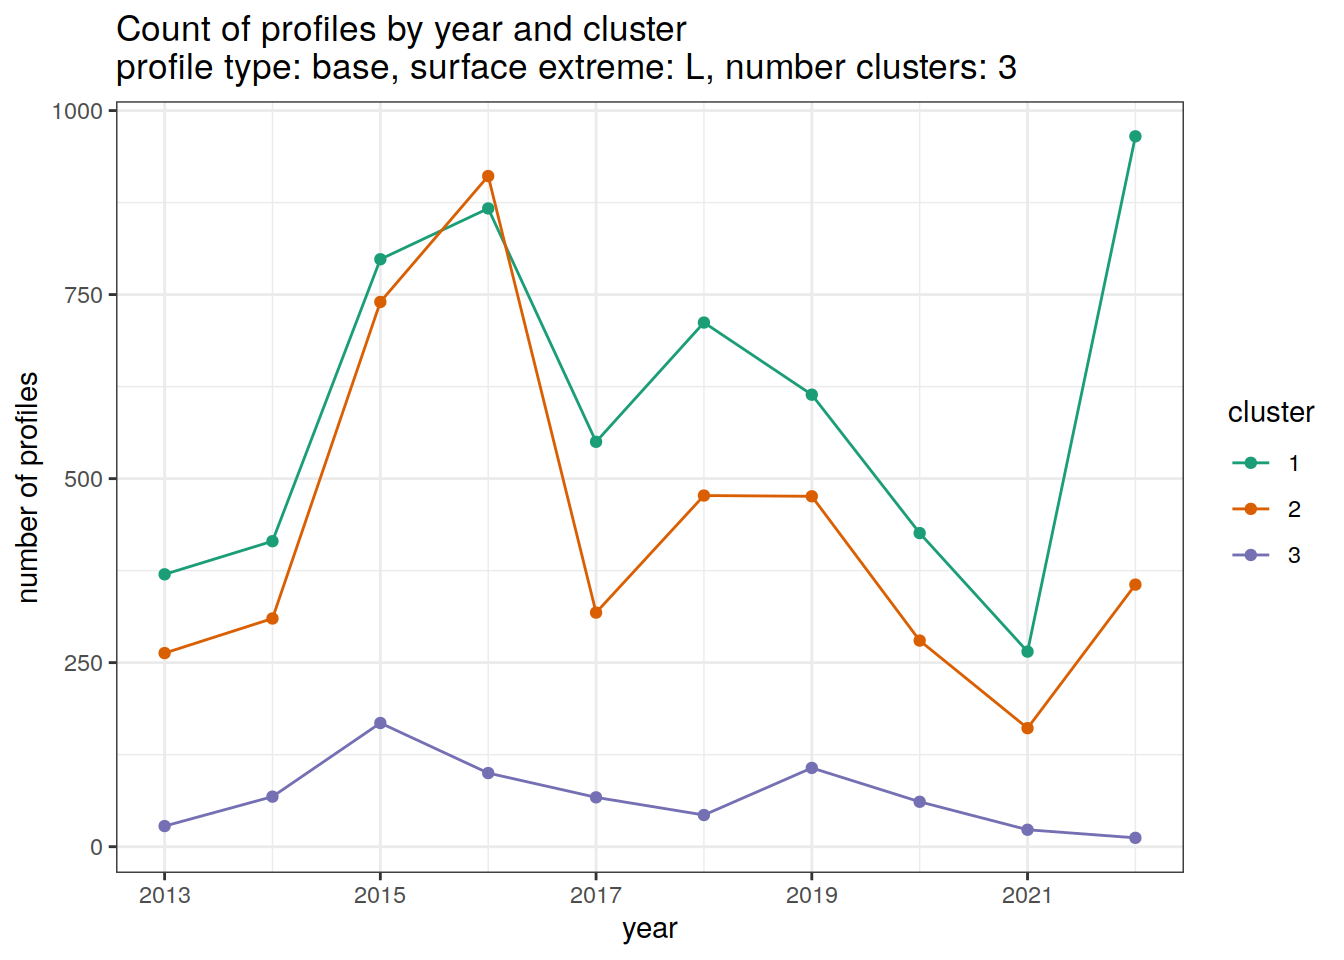 Count of profiles by year and cluster
profile type: base, surface extreme: L, number clusters: 3
1000
750
500
250
0
number of profiles
2013
2015
2017
2019
2021
year
cluster
1
2
3